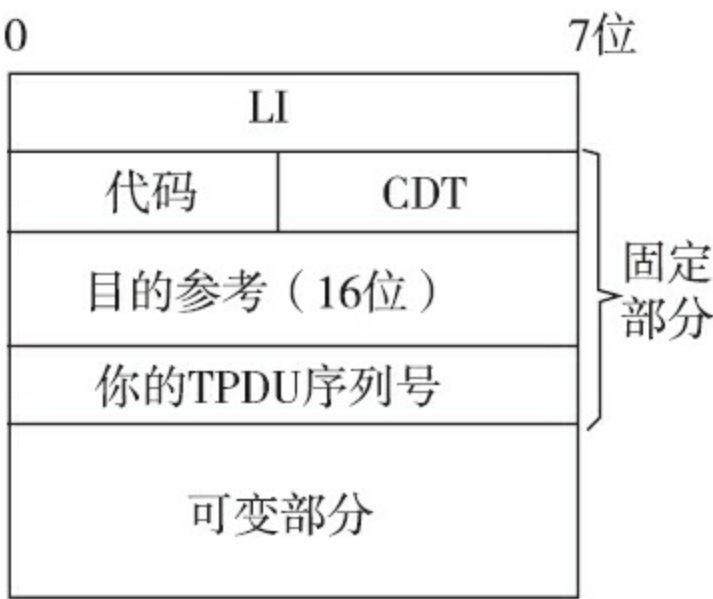 0 7位
LI
代码 CDT
目的参考（16位）
固定
部分
你的TPDU序列号
可变部分